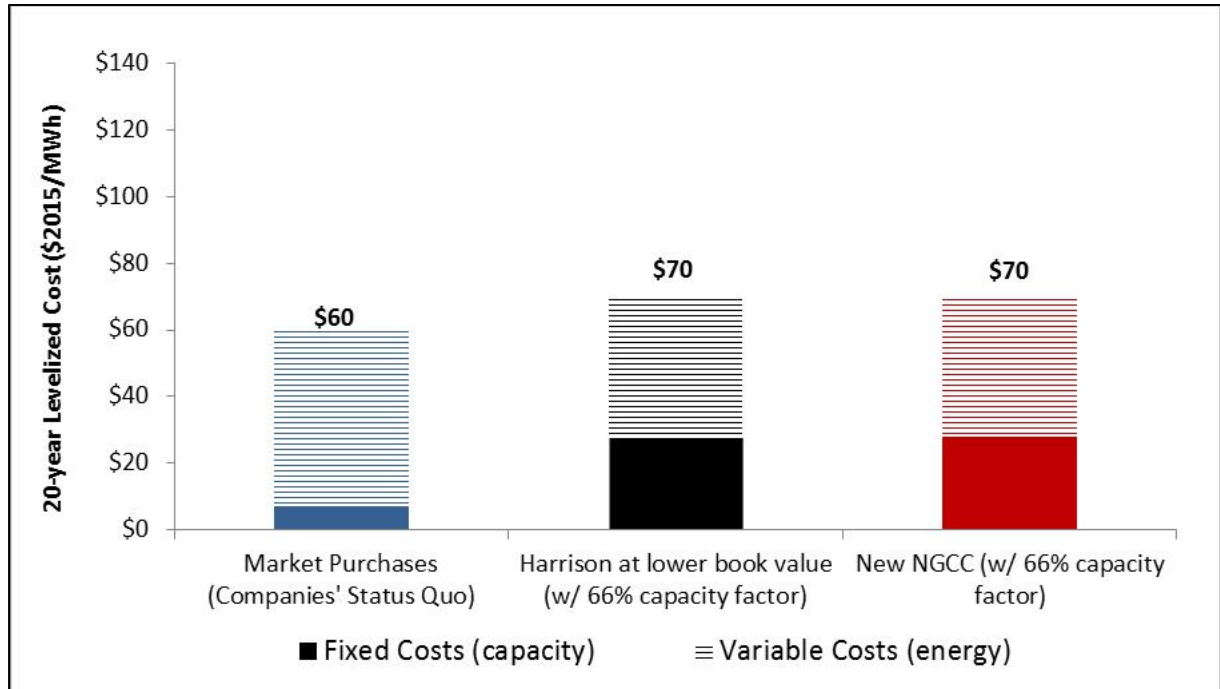 20-year Levelized Cost ($2015/MWh)
$140
$120
$100
$80
$60
$40
$20
$0
$60
$70
$70
Market Purchases
(Companies' Status Quo)
Harrison at lower book value
(w/ 66% capacity factor)
New NGCC (w/ 66% capacity
factor)
Fixed Costs (capacity)
Variable Costs (energy)